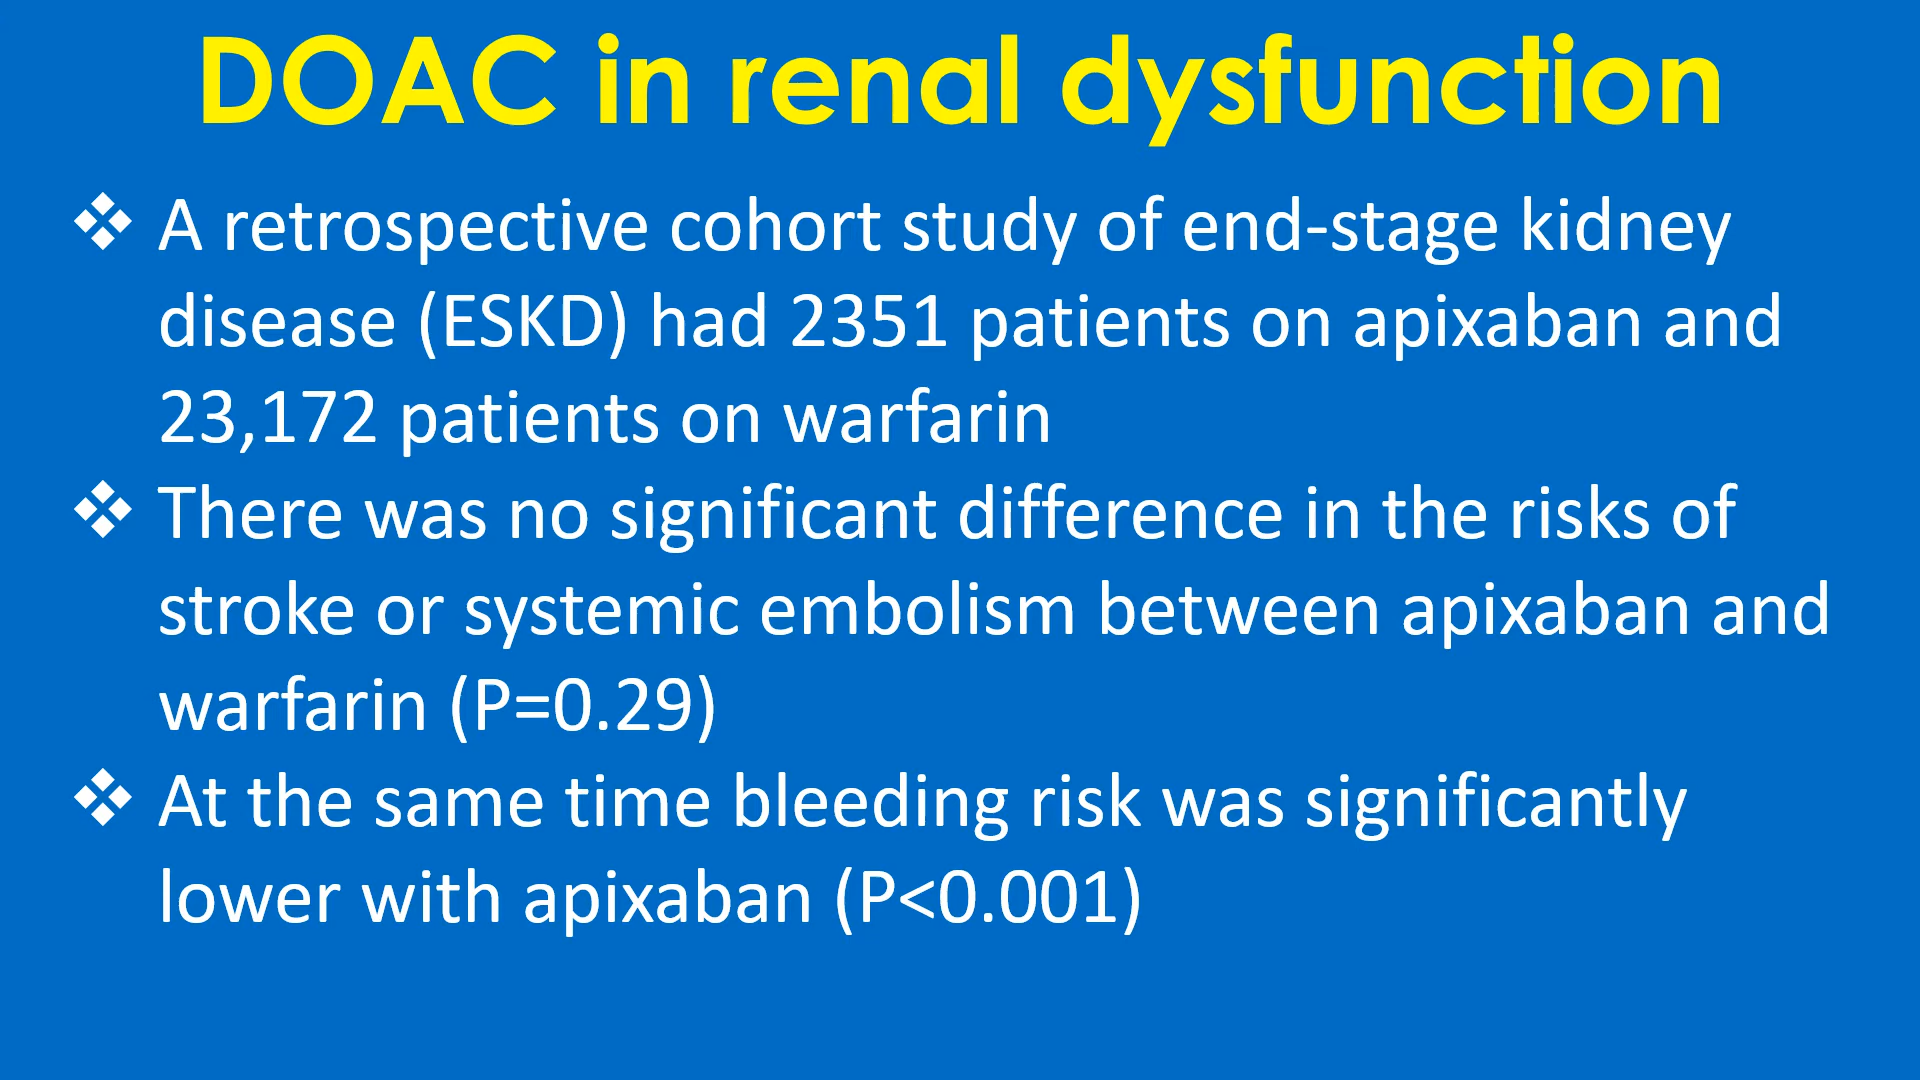 DOAC in renal dysfunction
❖ A retrospective cohort study of end-stage kidney
disease (ESKD) had 2351 patients on apixaban and
23,172 patients on warfarin
❖ There was no significant difference in the risks of
stroke or systemic embolism between apixaban and
warfarin (P=0.29)
❖ At the same time bleeding risk was significantly
lower with apixaban (P<0.001)